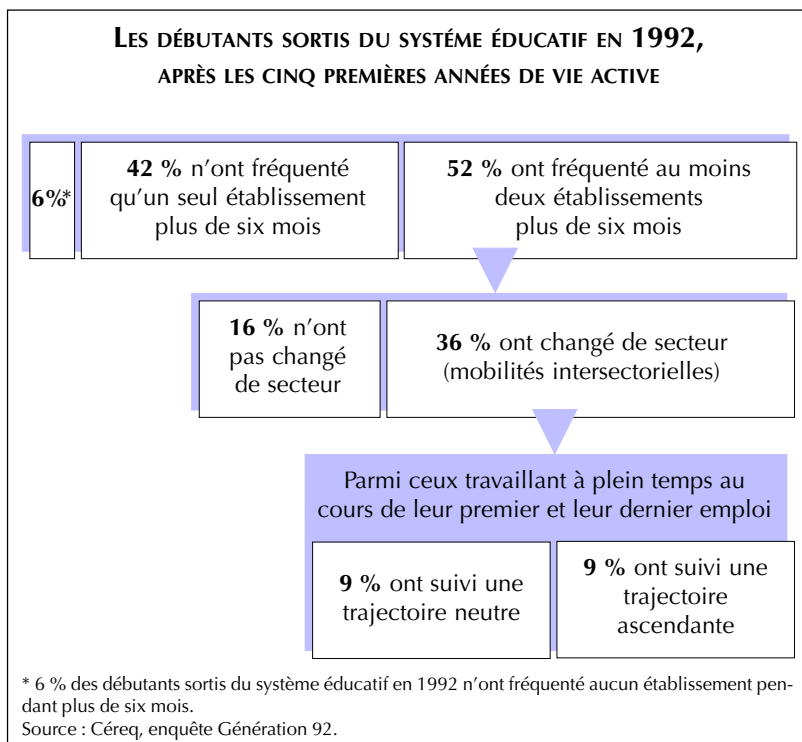 LES DÉBUTANTS SORTIS DU SYSTÉME ÉDUCATIF EN 1992,
APRÈS LES CINQ PREMIÈRES ANNÉES DE VIE ACTIVE
6%*
42 % n'ont fréquenté
qu'un seul établissement
plus de six mois
52 % ont fréquenté au moins
deux établissements
plus de six mois
16 % n'ont
pas changé
de secteur
36 % ont changé de secteur
(mobilités intersectorielles)
Parmi ceux travaillant à plein temps au
cours de leur premier et leur dernier emploi
9 % ont suivi une
trajectoire neutre
9 % ont suivi une
trajectoire
ascendante
* 6 % des débutants sortis du système éducatif en 1992 n'ont fréquenté aucun établissement pen-
dant plus de six mois.
Source : Céreq, enquête Génération 92.